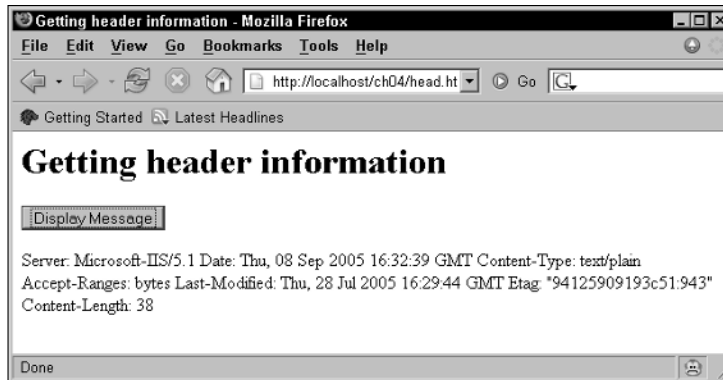 Getting header information - Mozilla Firefox
File Edit View Go Bookmarks Tools Help
http://localhost/ch04/head.ht Go G
Getting Started Latest Headlines
Getting header information
Display Message
Server: Microsoft-IIS/5.1 Date: Thu, 08 Sep 2005 16:32:39 GMT Content-Type: text/plain
Accept-Ranges: bytes Last-Modified: Thu, 28 Jul 2005 16:29:44 GMT Etag: "94125909193c51:943"
Content-Length: 38
Done